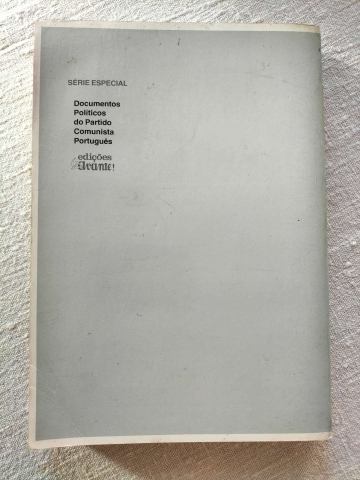 SÉRIE ESPECIAL
Documentos
Políticos
do Partido
Comunista
Português
edições
Avante!